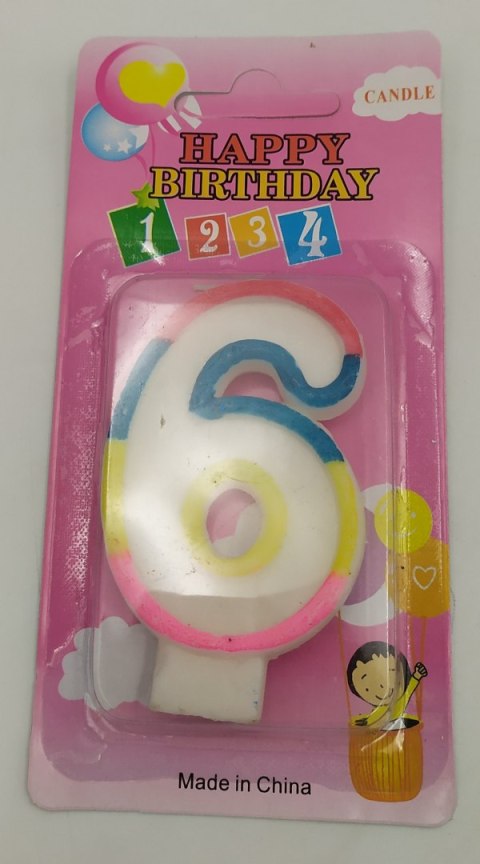 CANDLE
HAPPY
BIRTHDAY
1 2 3 4
6
Made in China